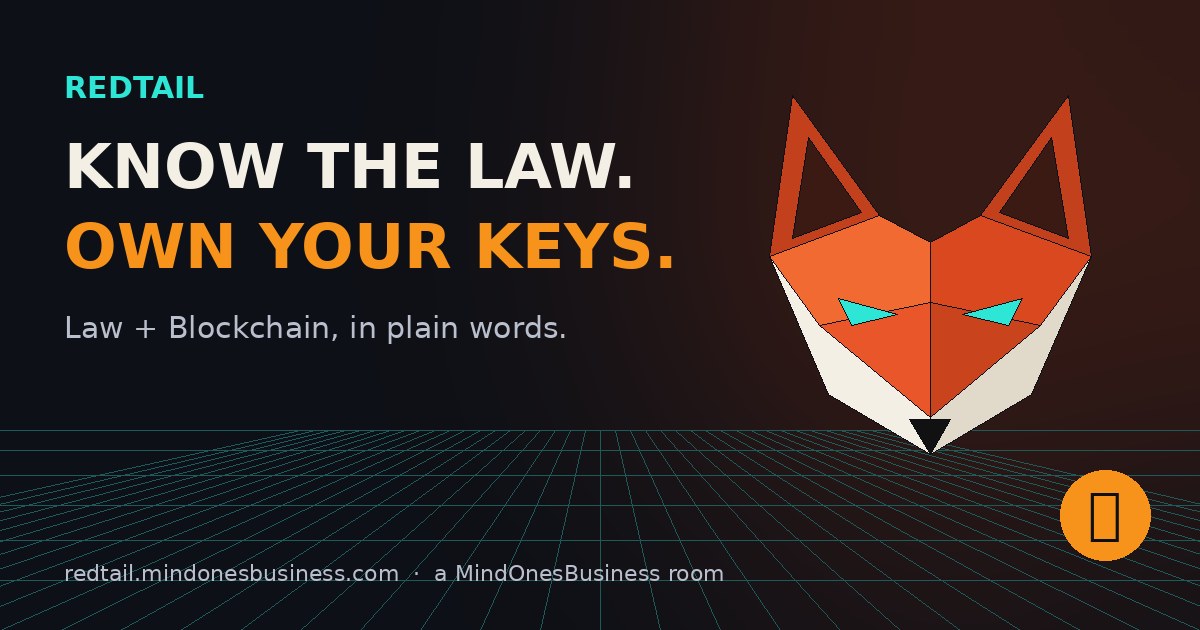 REDTAIL
KNOW THE LAW.
OWN YOUR KEYS.
Law + Blockchain, in plain words.
redtail.mindonesbusiness.com · a MindOnesBusiness room